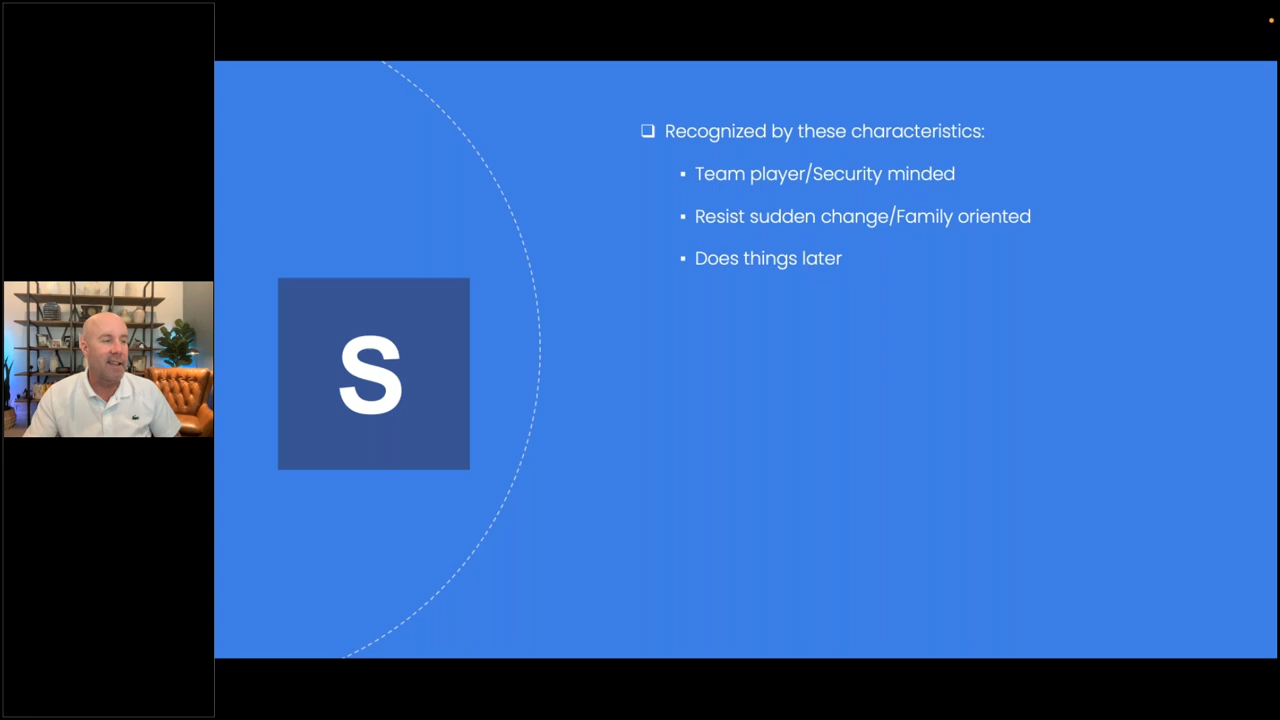 S
Recognized by these characteristics:
Team player/Security minded
Resist sudden change/Family oriented
Does things later